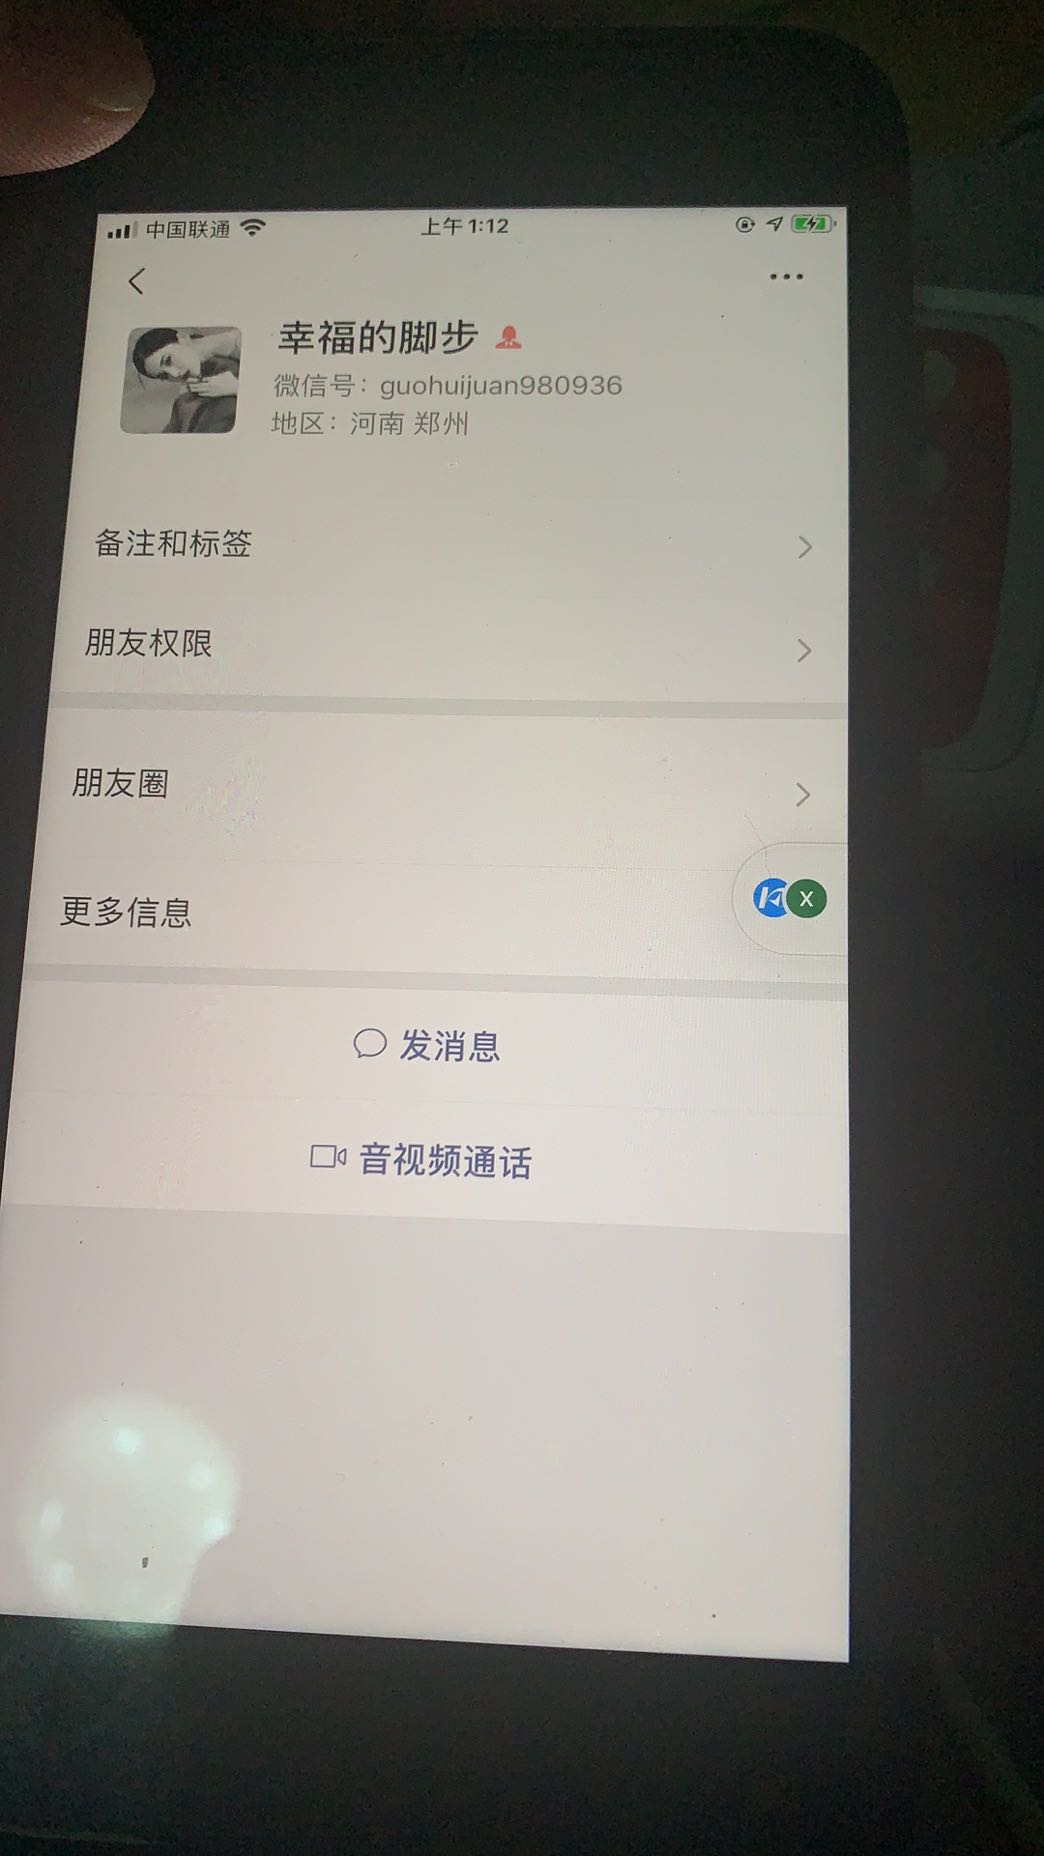 中国联通 上午1:12
幸福的脚步
微信号：guohuijuan980936
地区：河南 郑州
备注和标签
朋友权限
朋友圈
X
更多信息
发消息
音视频通话